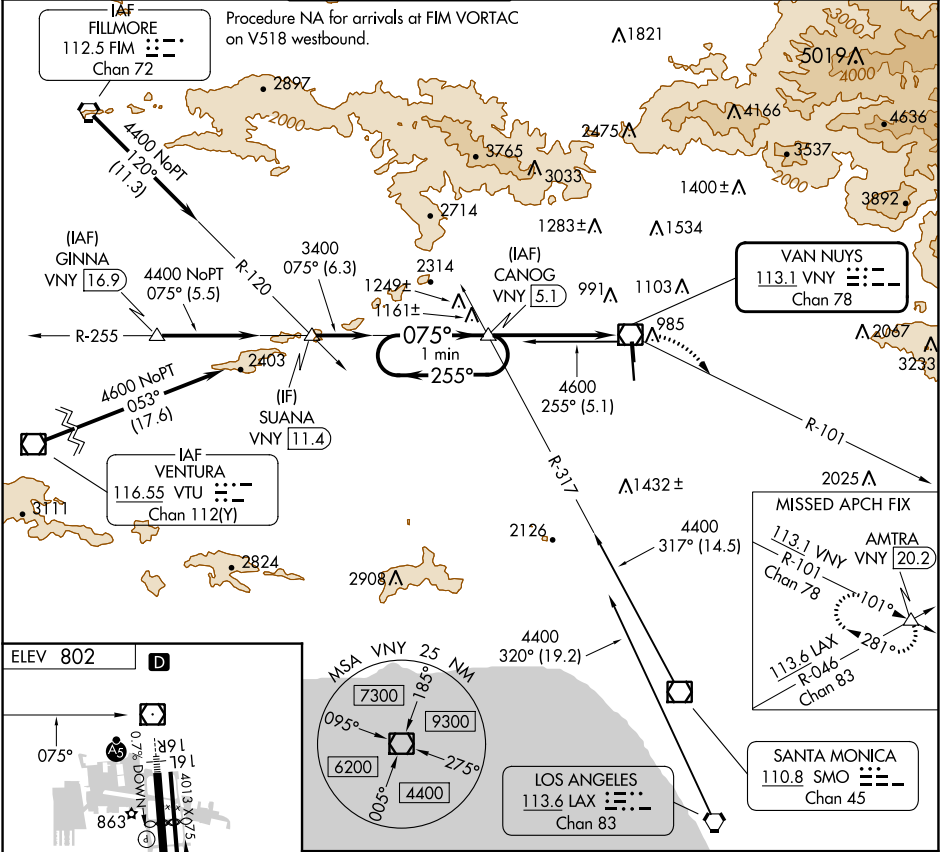 IAF
FILLMORE
112.5 FIM
Chan 72
Procedure NA for arrivals at FIM VORTAC
on V518 westbound.
1821
5019
3000
4000
2897
2000
4166
4636
2475
3765
3033
3537
2000
4400 NoPT
120°
(11.3)
1400±
3892
2714
1283±
1534
(IAF)
GINNA
VNY 16.9
4400 NoPT
075° (5.5)
R-120
3400
075° (6.3)
2314
1249±
1161±
(IAF)
CANOG
VNY 5.1
991
1103
VAN NUYS
113.1 VNY
Chan 78
R-255
075°
1 min
255°
985
2067
3233
2403
4600 NoPT
053°
(17.6)
(IF)
SUANA
VNY 11.4
4600
255° (5.1)
R-101
IAF
VENTURA
116.55 VTU
Chan 112(Y)
R-317
3111
1432±
2025
2126
2824
2908
4400
317° (14.5)
MISSED APCH FIX
AMTRA
VNY 20.2
113.1 VNY
R-101
Chan 78
101°
281°
113.6 LAX
R-046
Chan 83
4400
320° (19.2)
ELEV 802
D
075°
A5
0.7% DOWN
16R
16L
4013 X 75
863
P
MSA VNY 25 NM
7300
185°
095°
9300
6200
275°
005°
4400
LOS ANGELES
113.6 LAX
Chan 83
SANTA MONICA
110.8 SMO
Chan 45